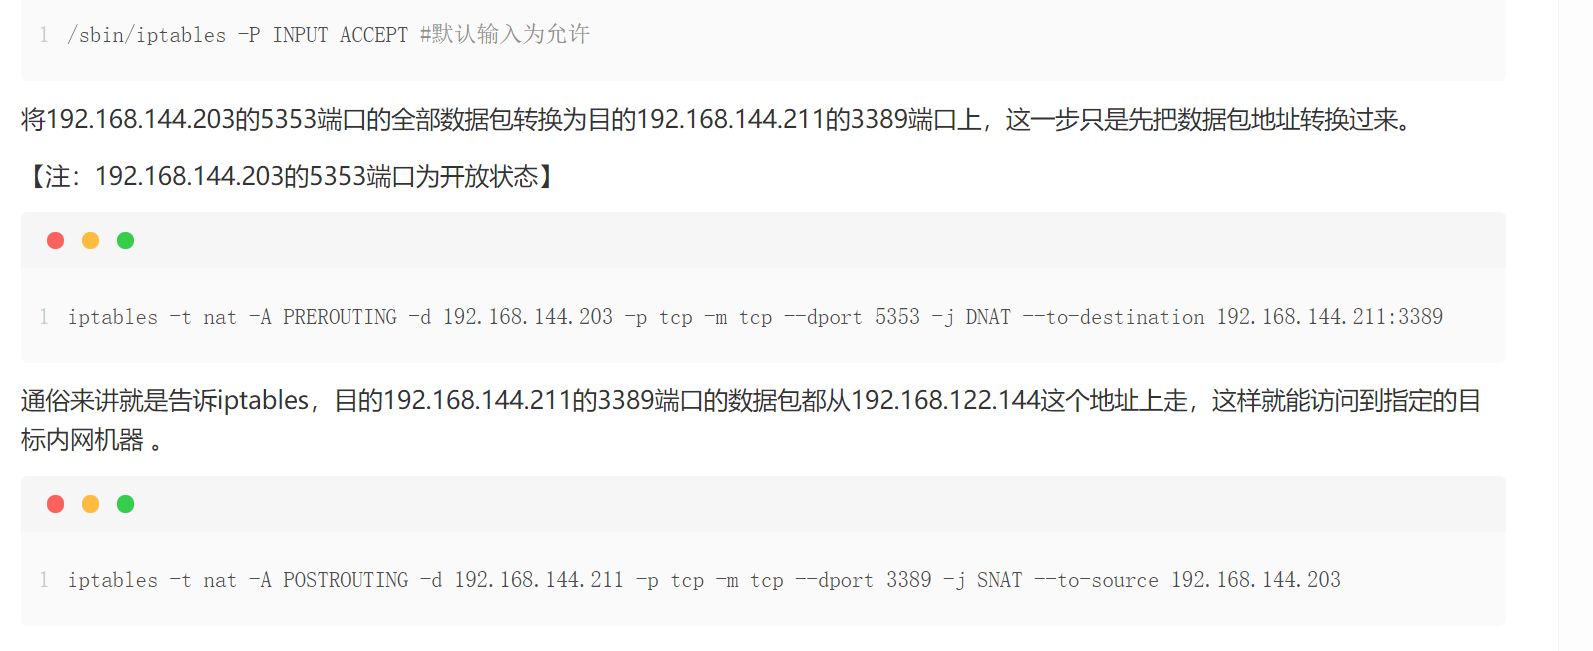 1 /sbin/iptables -P INPUT ACCEPT #默认输入为允许
将192.168.144.203的5353端口的全部数据包转换为目的192.168.144.211的3389端口上，这一步只是先把数据包地址转换过来。
【注：192.168.144.203的5353端口为开放状态】
1 iptables -t nat -A PREROUTING -d 192.168.144.203 -p tcp -m tcp --dport 5353 -j DNAT --to-destination 192.168.144.211:3389
通俗来讲就是告诉iptables，目的192.168.144.211的3389端口的数据包都从192.168.122.144这个地址上走，这样就能访问到指定的目
标内网机器 。
1 iptables -t nat -A POSTROUTING -d 192.168.144.211 -p tcp -m tcp --dport 3389 -j SNAT --to-source 192.168.144.203